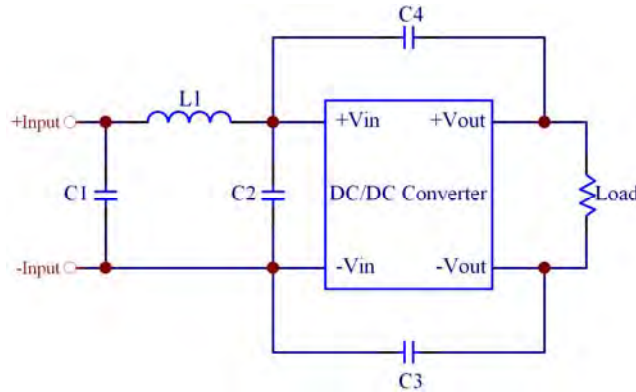 C4
L1
+Input
+Vin
+Vout
C1
C2
DC/DC Converter
Load
-Input
-Vin
-Vout
C3